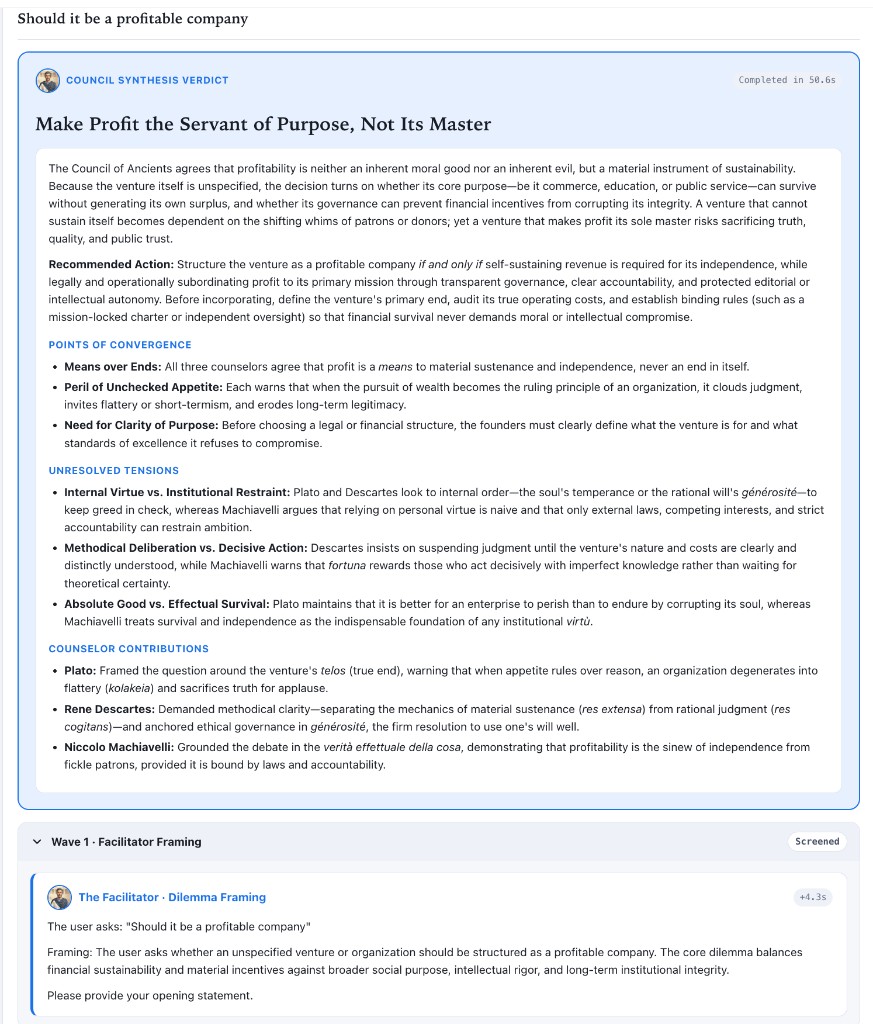 Should it be a profitable company
COUNCIL SYNTHESIS VERDICT
Completed in 50.6s
Make Profit the Servant of Purpose, Not Its Master
The Council of Ancients agrees that profitability is neither an inherent moral good nor an inherent evil, but a material instrument of sustainability.
Because the venture itself is unspecified, the decision turns on whether its core purpose—be it commerce, education, or public service—can survive
without generating its own surplus, and whether its governance can prevent financial incentives from corrupting its integrity. A venture that cannot
sustain itself becomes dependent on the shifting whims of patrons or donors; yet a venture that makes profit its sole master risks sacrificing truth,
quality, and public trust.
Recommended Action: Structure the venture as a profitable company if and only if self-sustaining revenue is required for its independence, while
legally and operationally subordinating profit to its primary mission through transparent governance, clear accountability, and protected editorial or
intellectual autonomy. Before incorporating, define the venture's primary end, audit its true operating costs, and establish binding rules (such as a
mission-locked charter or independent oversight) so that financial survival never demands moral or intellectual compromise.
POINTS OF CONVERGENCE
• Means over Ends: All three counselors agree that profit is a means to material sustenance and independence, never an end in itself.
• Peril of Unchecked Appetite: Each warns that when the pursuit of wealth becomes the ruling principle of an organization, it clouds judgment,
invites flattery or short-termism, and erodes long-term legitimacy.
• Need for Clarity of Purpose: Before choosing a legal or financial structure, the founders must clearly define what the venture is for and what
standards of excellence it refuses to compromise.
UNRESOLVED TENSIONS
• Internal Virtue vs. Institutional Restraint: Plato and Descartes look to internal order—the soul's temperance or the rational will's générosité—to
keep greed in check, whereas Machiavelli argues that relying on personal virtue is naive and that only external laws, competing interests, and strict
accountability can restrain ambition.
• Methodical Deliberation vs. Decisive Action: Descartes insists on suspending judgment until the venture's nature and costs are clearly and
distinctly understood, while Machiavelli warns that fortuna rewards those who act decisively with imperfect knowledge rather than waiting for
theoretical certainty.
• Absolute Good vs. Effectual Survival: Plato maintains that it is better for an enterprise to perish than to endure by corrupting its soul, whereas
Machiavelli treats survival and independence as the indispensable foundation of any institutional virtù.
COUNSELOR CONTRIBUTIONS
• Plato: Framed the question around the venture's telos (true end), warning that when appetite rules over reason, an organization degenerates into
flattery (kolakeia) and sacrifices truth for applause.
• Rene Descartes: Demanded methodical clarity—separating the mechanics of material sustenance (res extensa) from rational judgment (res
cogitans)—and anchored ethical governance in générosité, the firm resolution to use one's will well.
• Niccolo Machiavelli: Grounded the debate in the verità effettuale della cosa, demonstrating that profitability is the sinew of independence from
fickle patrons, provided it is bound by laws and accountability.
Wave 1 · Facilitator Framing
Screened
The Facilitator · Dilemma Framing
+4.3s
The user asks: "Should it be a profitable company"
Framing: The user asks whether an unspecified venture or organization should be structured as a profitable company. The core dilemma balances
financial sustainability and material incentives against broader social purpose, intellectual rigor, and long-term institutional integrity.
Please provide your opening statement.